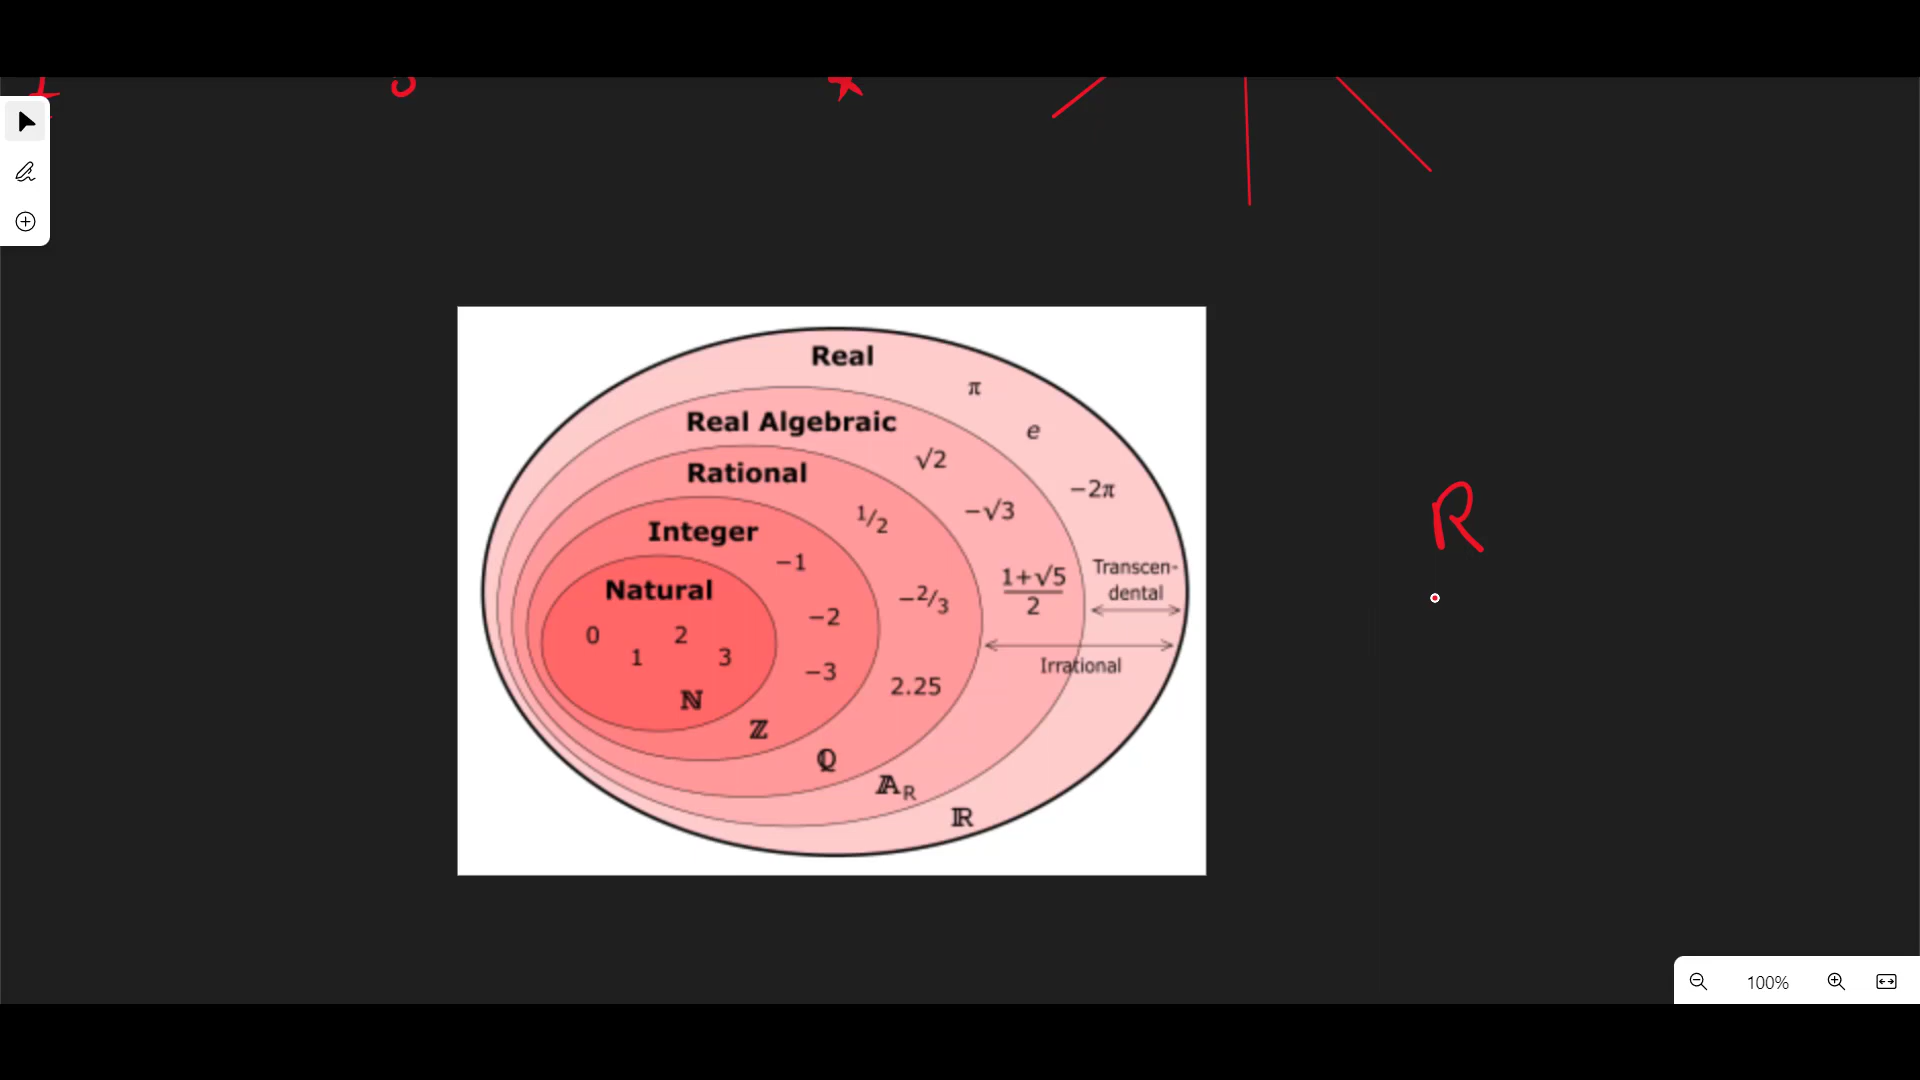 Real
π
Real Algebraic
e
√2
Rational
−2π
−√3
1/2
Integer
−1
Transcen-
dental
1+√5
2
Natural
−2/3
−2
0 2
1 3
Irrational
−3
2.25
ℕ
ℤ
ℚ
𝔸R
ℝ
R
100%